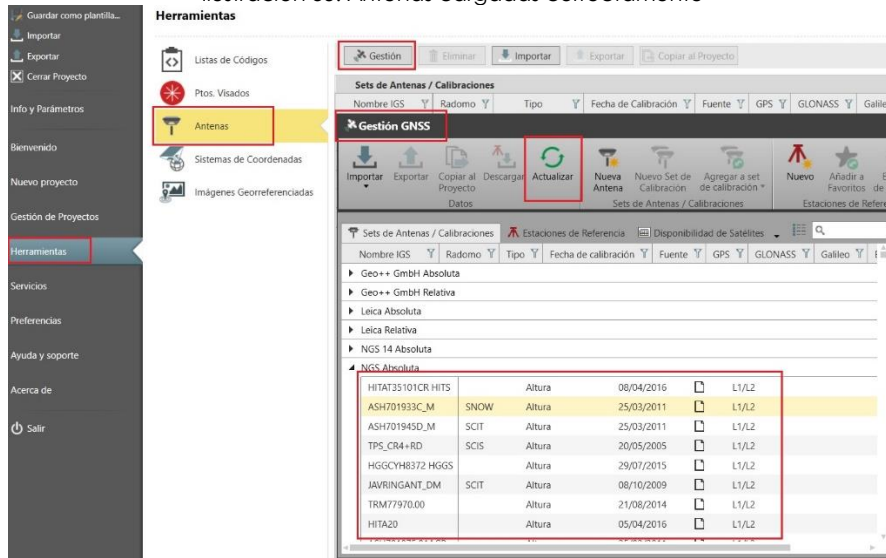 Ilustración 63. Antenas Cargadas Correctamente
Guardar como plantilla...
Importar
Exportar
Cerrar Proyecto
Info y Parámetros
Bienvenido
Nuevo proyecto
Gestión de Proyectos
Herramientas
Servicios
Preferencias
Ayuda y soporte
Acerca de
Salir
Herramientas
Listas de Códigos
Ptos. Visados
Antenas
Sistemas de Coordenadas
Imágenes Georreferenciadas
Gestión Eliminar Importar Exportar Copiar al Proyecto
Sets de Antenas / Calibraciones
Nombre IGS Radomo Tipo Fecha de Calibración Fuente GPS GLONASS Galile
Gestión GNSS
Importar Exportar Copiar al Proyecto Descargar Actualizar Nueva Antena Nuevo Set de Calibración Agregar a set de calibración Nuevo Añadir a Favoritos
Datos Sets de Antenas / Calibraciones Estaciones de Refere
Sets de Antenas / Calibraciones Estaciones de Referencia Disponibilidad de Satélites
Nombre IGS Radomo Tipo Fecha de calibración Fuente GPS GLONASS Galileo
Geo++ GmbH Absoluta
Geo++ GmbH Relativa
Leica Absoluta
Leica Relativa
NGS 14 Absoluta
NGS Absoluta
HITAT35101CR HITS Altura 08/04/2016 L1/L2
ASH701933C_M SNOW Altura 25/03/2011 L1/L2
ASH701945D_M SCIT Altura 25/03/2011 L1/L2
TPS_CR4+RD SCIS Altura 20/05/2005 L1/L2
HGGCYH8372 HGGS Altura 29/07/2015 L1/L2
JAVRINGANT_DM SCIT Altura 08/10/2009 L1/L2
TRM77970.00 Altura 21/08/2014 L1/L2
HITA20 Altura 05/04/2016 L1/L2